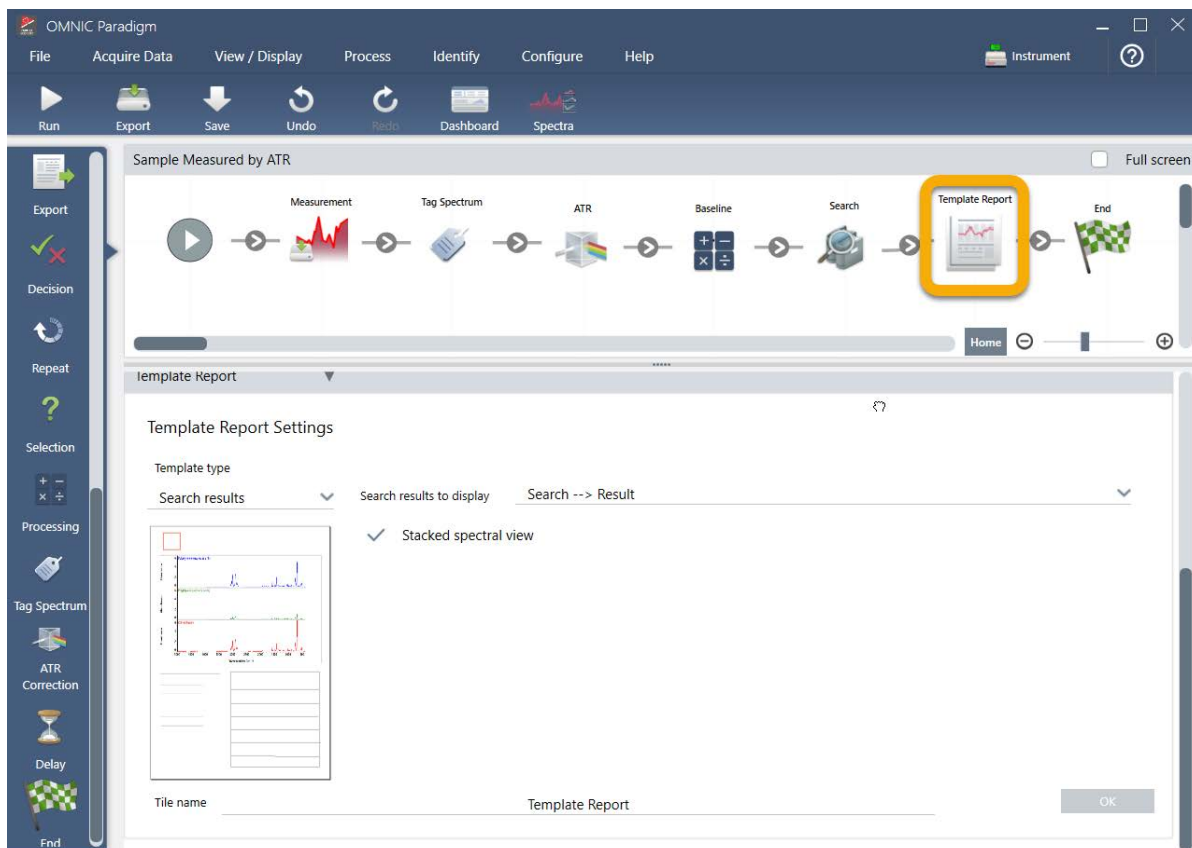 OMNIC Paradigm
File Acquire Data View / Display Process Identify Configure Help Instrument
Run Export Save Undo Redo Dashboard Spectra
Sample Measured by ATR Full screen
Measurement Tag Spectrum ATR Baseline Search Template Report End
Home
Export
Decision
Repeat
Selection
Processing
Tag Spectrum
ATR
Correction
Delay
End
Template Report
Template Report Settings
Template type
Search results Search results to display Search --> Result
Stacked spectral view
Tile name Template Report OK